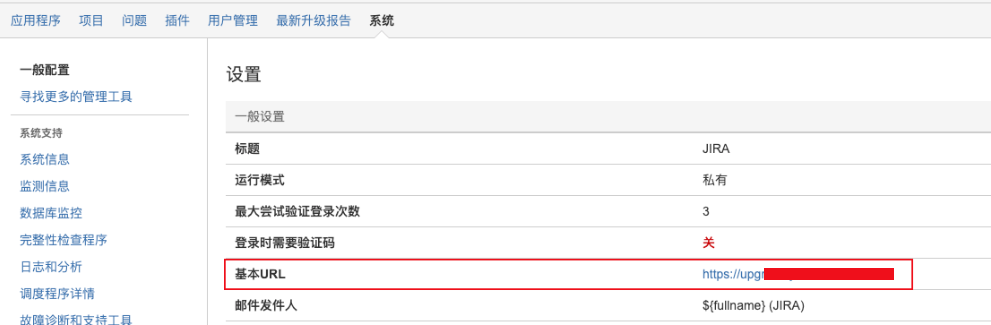 应用程序 项目 问题 插件 用户管理 最新升级报告 系统
一般配置
寻找更多的管理工具
系统支持
系统信息
监测信息
数据库监控
完整性检查程序
日志和分析
调度程序详情
故障诊断和支持工具
设置
一般设置
标题 JIRA
运行模式 私有
最大尝试验证登录次数 3
登录时需要验证码 关
基本URL https://upgr
邮件发件人 ${fullname} (JIRA)